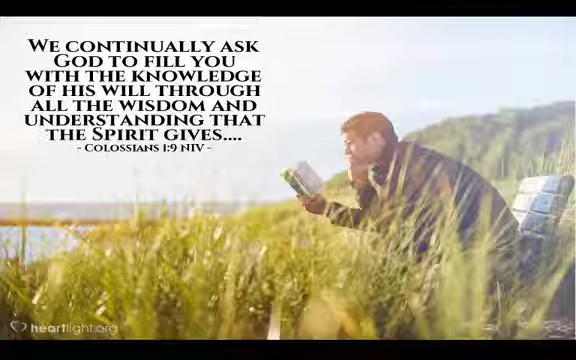 We continually ask
God to fill you
with the knowledge
of his will through
all the wisdom and
understanding that
the Spirit gives....
- Colossians 1:9 NIV -
heartlight.org